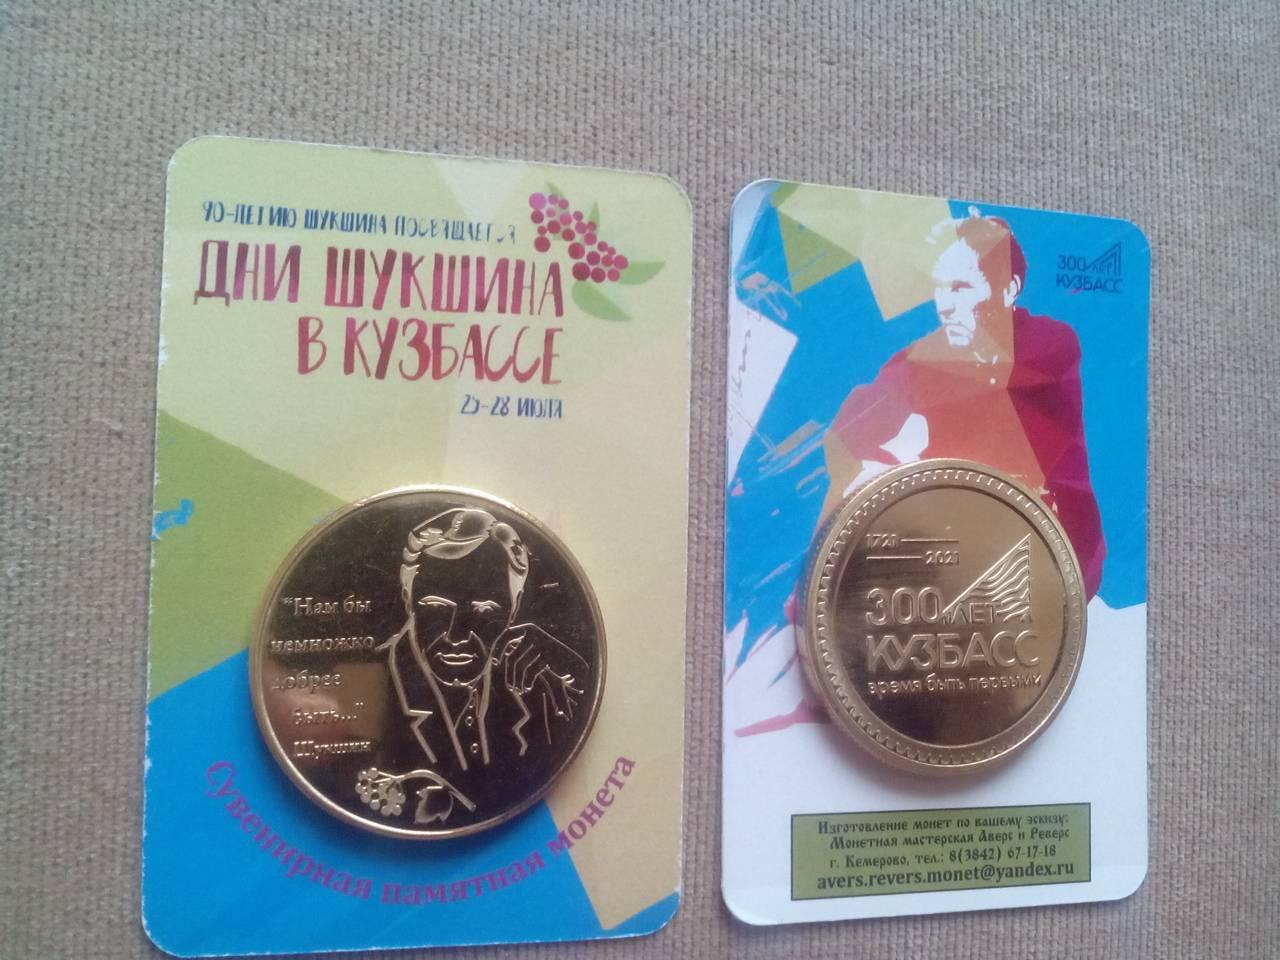 90-ЛЕТИЮ ШУКШИНА ПОСВЯЩАЕТСЯ
ДНИ ШУКШИНА
В КУЗБАССЕ
25-28 ИЮЛЯ
"Нам бы
немножко
добрее
быть..."
Шукшин
Сувенирная памятная монета
300 ЛЕТ
КУЗБАСС
1721
2021
300 ЛЕТ
КУЗБАСС
время быть первыми
Изготовление монет по вашему эскизу:
Монетная мастерская Аверс и Реверс
г. Кемерово, тел.: 8(3842) 67-17-18
avers.revers.monet@yandex.ru